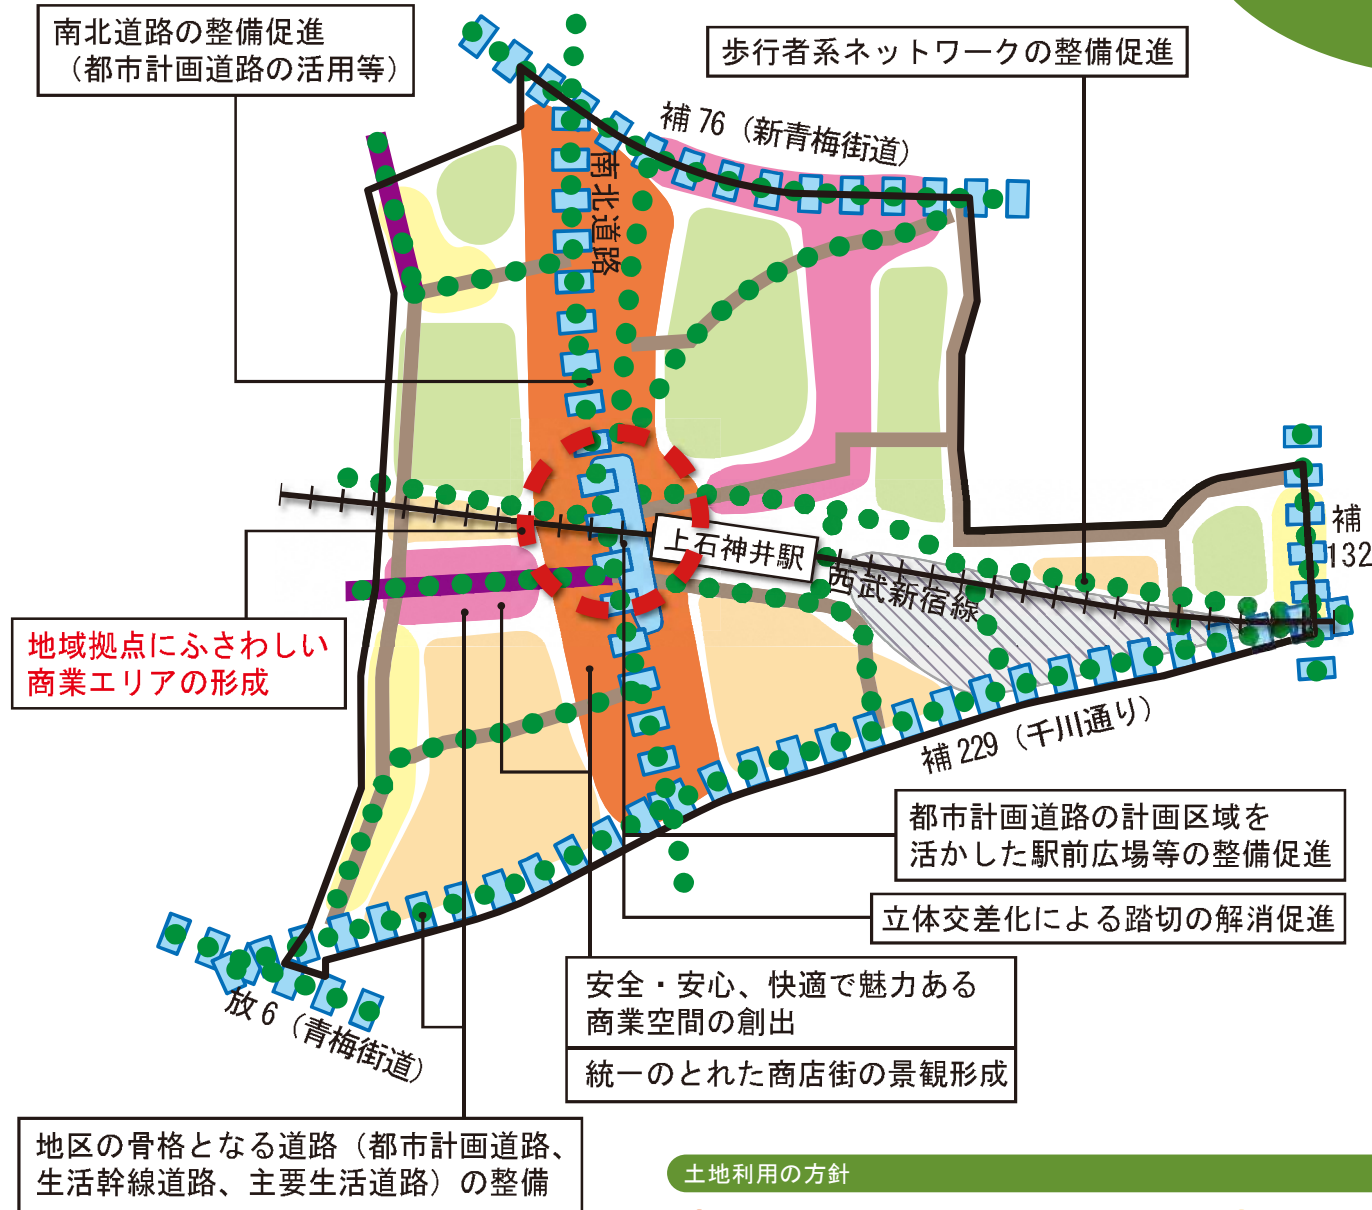 南北道路の整備促進
（都市計画道路の活用等）
歩行者系ネットワークの整備促進
補76（新青梅街道）
南北道路
補
132
上石神井駅
西武新宿線
地域拠点にふさわしい
商業エリアの形成
補229（千川通り）
都市計画道路の計画区域を
活かした駅前広場等の整備促進
立体交差化による踏切の解消促進
安全・安心、快適で魅力ある
商業空間の創出
統一のとれた商店街の景観形成
放6（青梅街道）
地区の骨格となる道路（都市計画道路、
生活幹線道路、主要生活道路）の整備
土地利用の方針